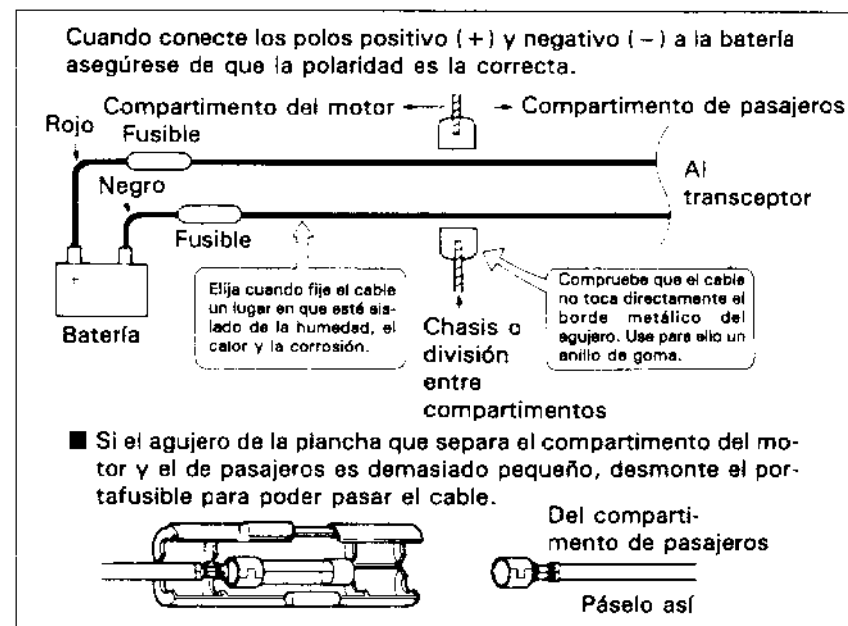 Cuando conecte los polos positivo (+) y negativo (−) a la batería
asegúrese de que la polaridad es la correcta.
Compartimento del motor
Compartimento de pasajeros
Rojo
Fusible
Negro
Fusible
Al
transceptor
+
Batería
Elija cuando fije el cable
un lugar en que esté ais-
lado de la humedad, el
calor y la corrosión.
Chasis o
división
entre
compartimentos
Compruebe que el cable
no toca directamente el
borde metálico del
agujero. Use para ello un
anillo de goma.
■ Si el agujero de la plancha que separa el compartimento del mo-
tor y el de pasajeros es demasiado pequeño, desmonte el por-
tafusible para poder pasar el cable.
Del comparti-
mento de pasajeros
Páselo así